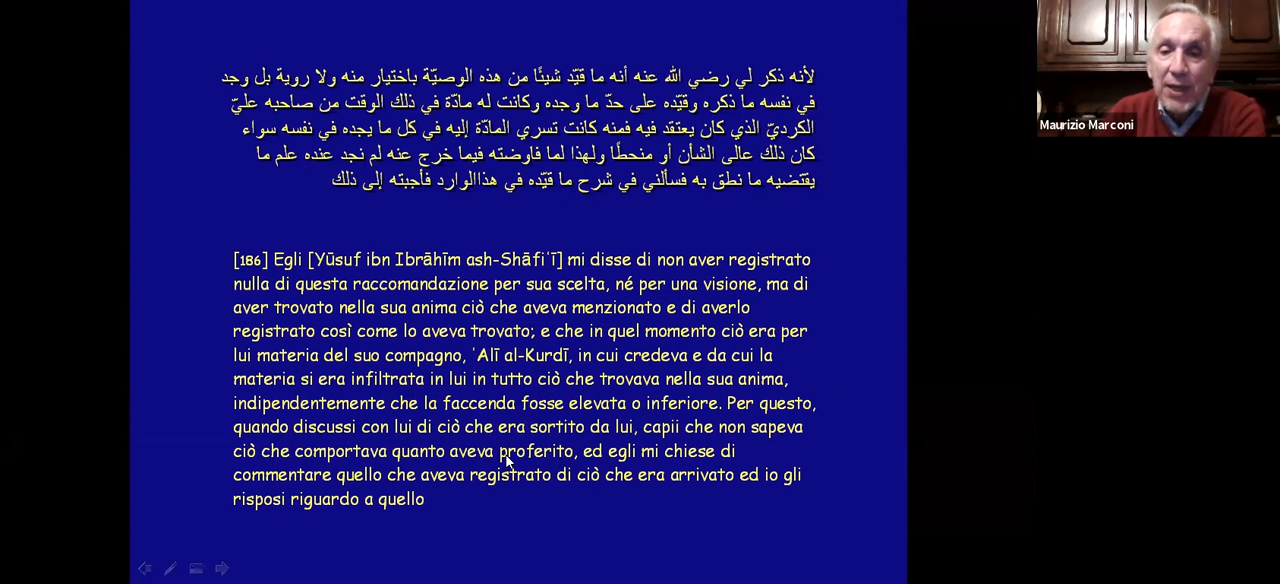 لأنه ذكر لي رضي الله عنه أنه ما قيّد شيئًا من هذه الوصيّة باختيار منه ولا روية بل وجد
في نفسه ما ذكره وقيّده على حدّ ما وجده وكانت له مادّة في ذلك الوقت من صاحبه عليّ
الكرديّ الذي كان يعتقد فيه فمنه كانت تسري المادّة إليه في كل ما يجده في نفسه سواء
كان ذلك عالى الشأن أو منحطًا ولهذا لما فاوضته فيما خرج عنه لم نجد عنده علم ما
يقتضيه ما نطق به فسألني في شرح ما قيّده في هذاالوارد فأجبته إلى ذلك
[186] Egli [Yūsuf ibn Ibrāhīm ash-Shāfiʿī] mi disse di non aver registrato
nulla di questa raccomandazione per sua scelta, né per una visione, ma di
aver trovato nella sua anima ciò che aveva menzionato e di averlo
registrato così come lo aveva trovato; e che in quel momento ciò era per
lui materia del suo compagno, ʿAlī al-Kurdī, in cui credeva e da cui la
materia si era infiltrata in lui in tutto ciò che trovava nella sua anima,
indipendentemente che la faccenda fosse elevata o inferiore. Per questo,
quando discussi con lui di ciò che era sortito da lui, capii che non sapeva
ciò che comportava quanto aveva proferito, ed egli mi chiese di
commentare quello che aveva registrato di ciò che era arrivato ed io gli
risposi riguardo a quello
Maurizio Marconi